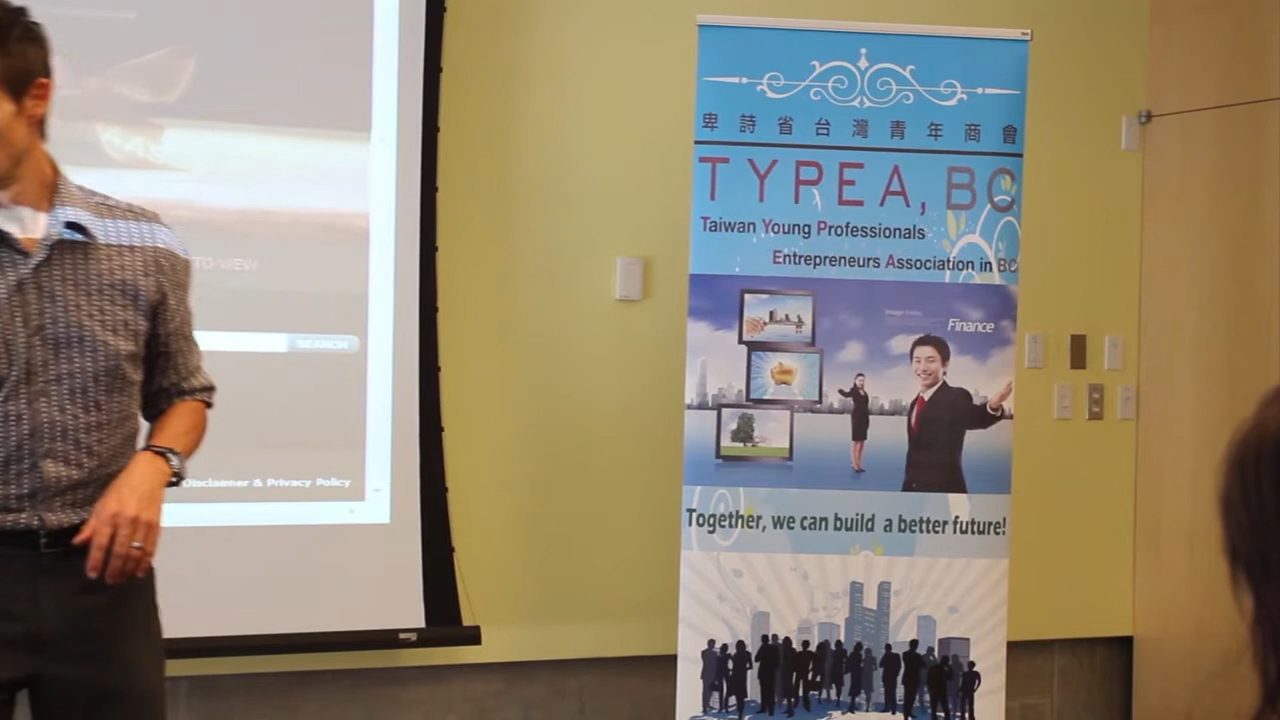 TO VIEW
SEARCH
Disclaimer & Privacy Policy
卑詩省台灣青年商會
TYPEA, BC
Taiwan Young Professionals
Entrepreneurs Association in BC
Finance
Together, we can build a better future!